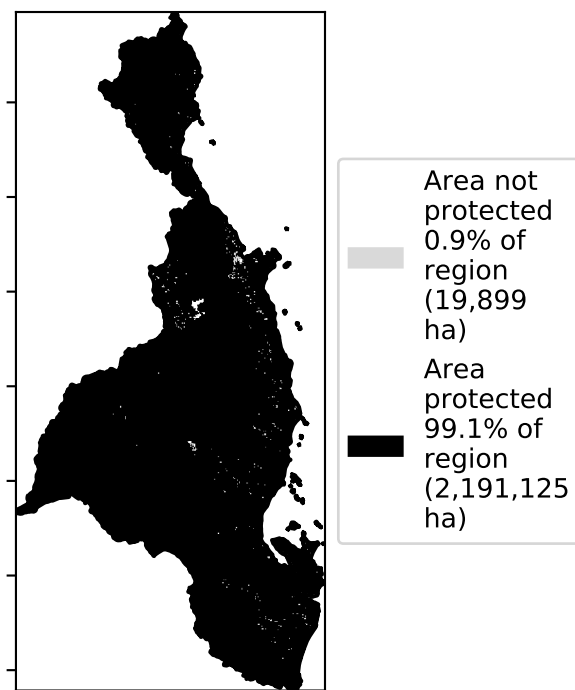 Area not
protected
0.9% of
region
(19,899
ha)
Area
protected
99.1% of
region
(2,191,125
ha)